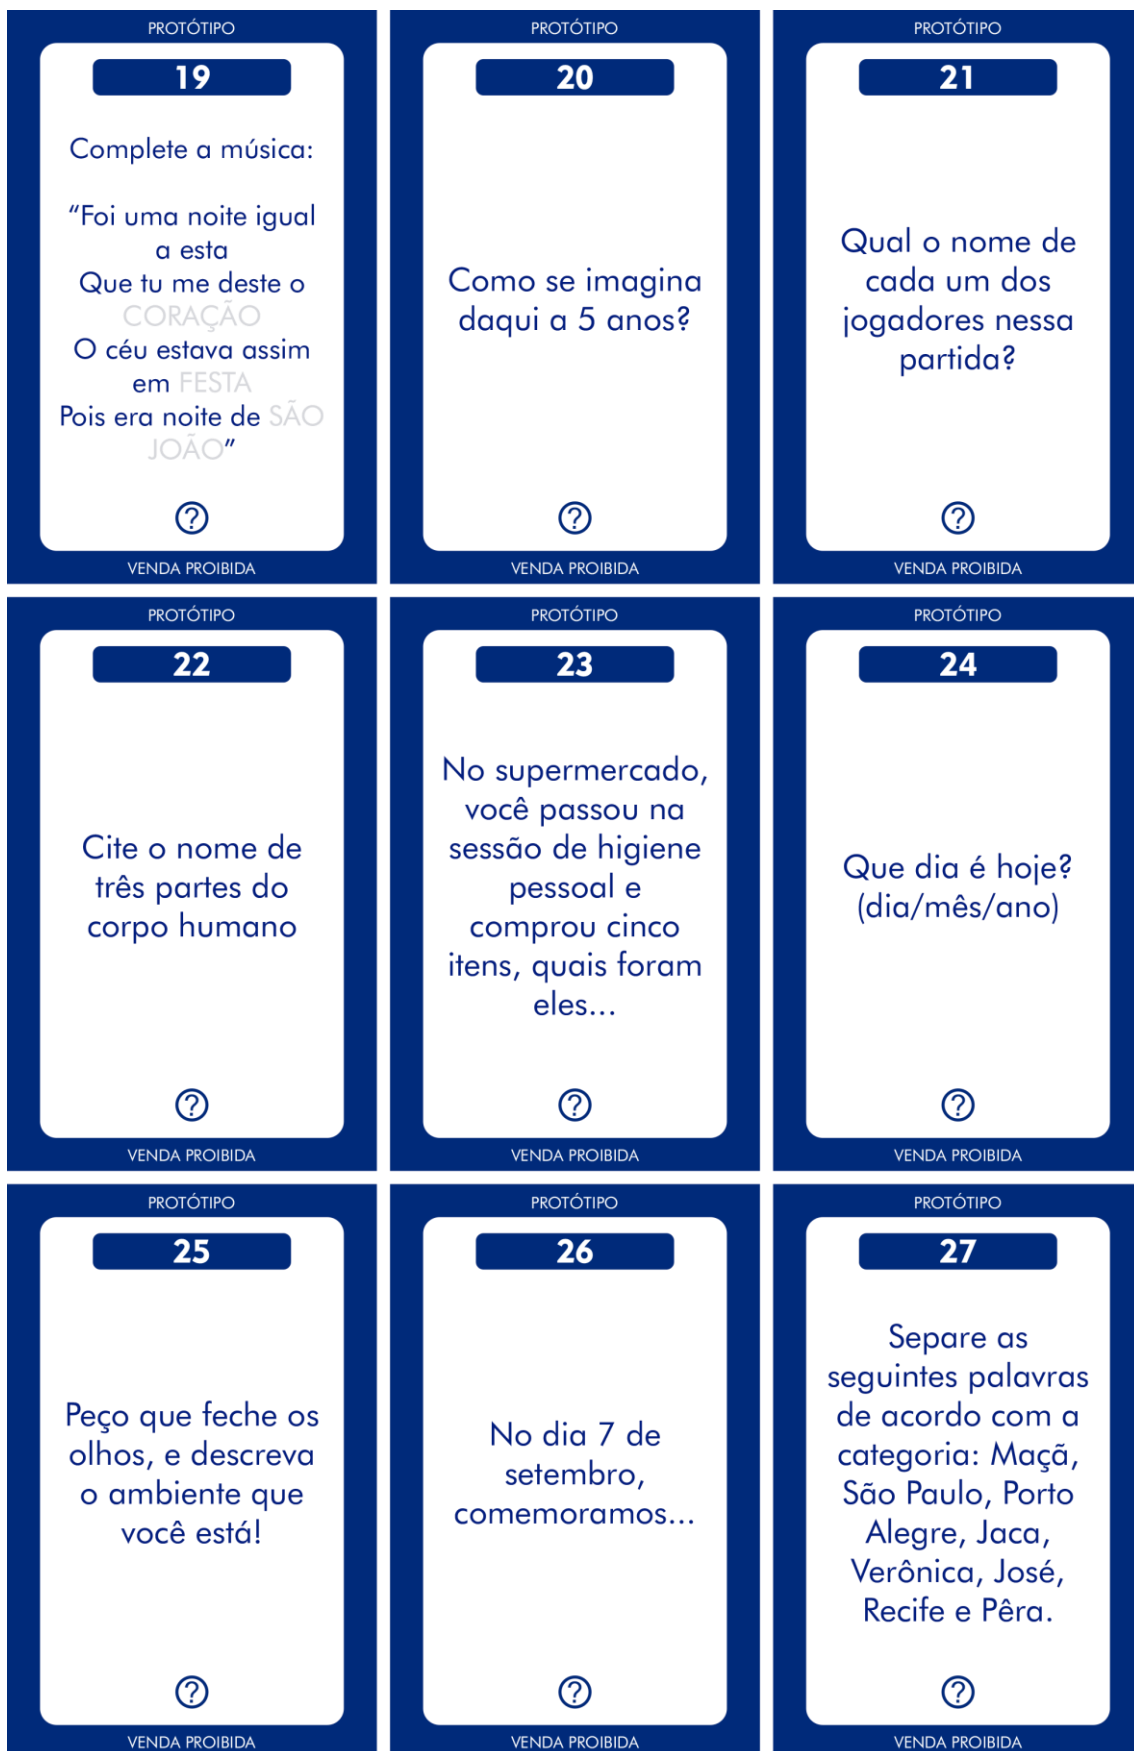 PROTÓTIPO
19
Complete a música:
“Foi uma noite igual
a esta
Que tu me deste o
CORAÇÃO
O céu estava assim
em FESTA
Pois era noite de SÃO
JOÃO”
VENDA PROIBIDA
PROTÓTIPO
20
Como se imagina
daqui a 5 anos?
VENDA PROIBIDA
PROTÓTIPO
21
Qual o nome de
cada um dos
jogadores nessa
partida?
VENDA PROIBIDA
PROTÓTIPO
22
Cite o nome de
três partes do
corpo humano
VENDA PROIBIDA
PROTÓTIPO
23
No supermercado,
você passou na
sessão de higiene
pessoal e
comprou cinco
itens, quais foram
eles...
VENDA PROIBIDA
PROTÓTIPO
24
Que dia é hoje?
(dia/mês/ano)
VENDA PROIBIDA
PROTÓTIPO
25
Peço que feche os
olhos, e descreva
o ambiente que
você está!
VENDA PROIBIDA
PROTÓTIPO
26
No dia 7 de
setembro,
comemoramos...
VENDA PROIBIDA
PROTÓTIPO
27
Separe as
seguintes palavras
de acordo com a
categoria: Maçã,
São Paulo, Porto
Alegre, Jaca,
Verônica, José,
Recife e Pêra.
VENDA PROIBIDA